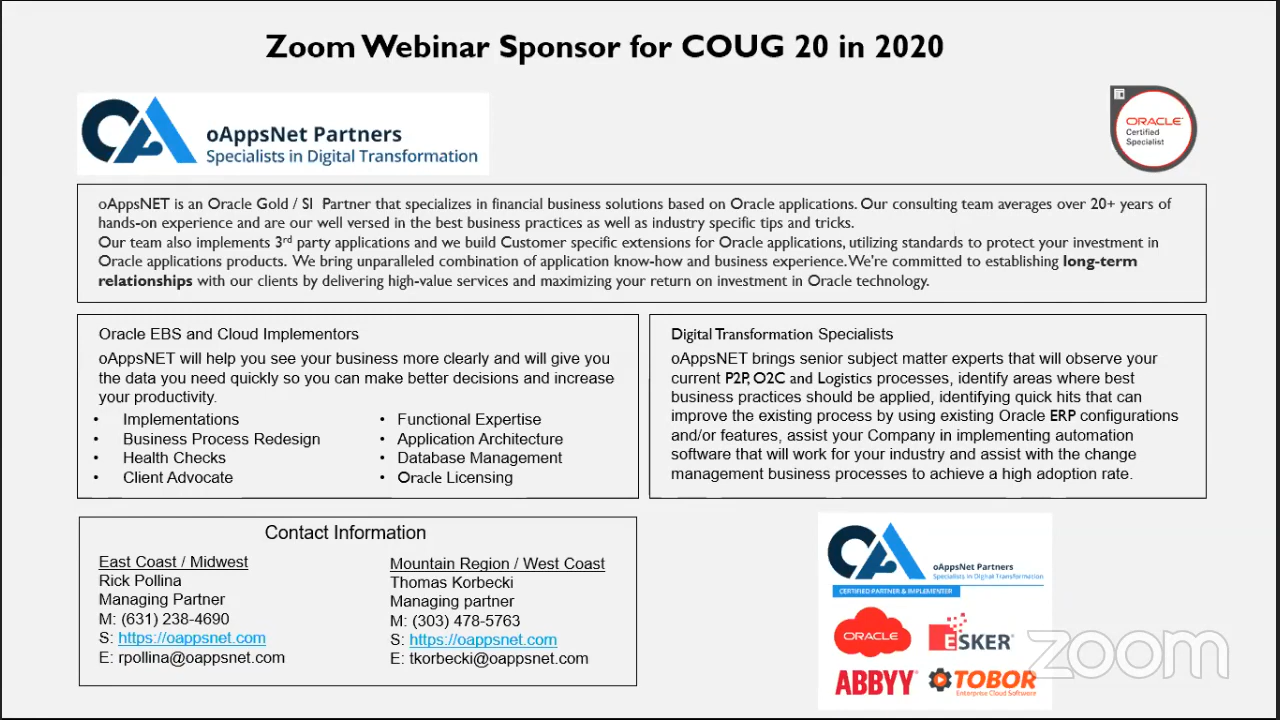 Zoom Webinar Sponsor for COUG 20 in 2020
oAppsNet Partners
Specialists in Digital Transformation
ORACLE
Certified
Specialist
oAppsNET is an Oracle Gold / SI Partner that specializes in financial business solutions based on Oracle applications. Our consulting team averages over 20+ years of
hands-on experience and are our well versed in the best business practices as well as industry specific tips and tricks.
Our team also implements 3rd party applications and we build Customer specific extensions for Oracle applications, utilizing standards to protect your investment in
Oracle applications products. We bring unparalleled combination of application know-how and business experience. We're committed to establishing long-term
relationships with our clients by delivering high-value services and maximizing your return on investment in Oracle technology.
Oracle EBS and Cloud Implementors
oAppsNET will help you see your business more clearly and will give you
the data you need quickly so you can make better decisions and increase
your productivity.
• Implementations
• Business Process Redesign
• Health Checks
• Client Advocate
• Functional Expertise
• Application Architecture
• Database Management
• Oracle Licensing
Digital Transformation Specialists
oAppsNET brings senior subject matter experts that will observe your
current P2P, O2C and Logistics processes, identify areas where best
business practices should be applied, identifying quick hits that can
improve the existing process by using existing Oracle ERP configurations
and/or features, assist your Company in implementing automation
software that will work for your industry and assist with the change
management business processes to achieve a high adoption rate.
Contact Information
East Coast / Midwest
Rick Pollina
Managing Partner
M: (631) 238-4690
S: https://oappsnet.com
E: rpollina@oappsnet.com
Mountain Region / West Coast
Thomas Korbecki
Managing partner
M: (303) 478-5763
S: https://oappsnet.com
E: tkorbecki@oappsnet.com
oAppsNet Partners
Specialists in Digital Transformation
CERTIFIED PARTNER & IMPLEMENTER
ORACLE
ESKER
ABBYY
TOBOR
Enterprise Cloud Software
zoom